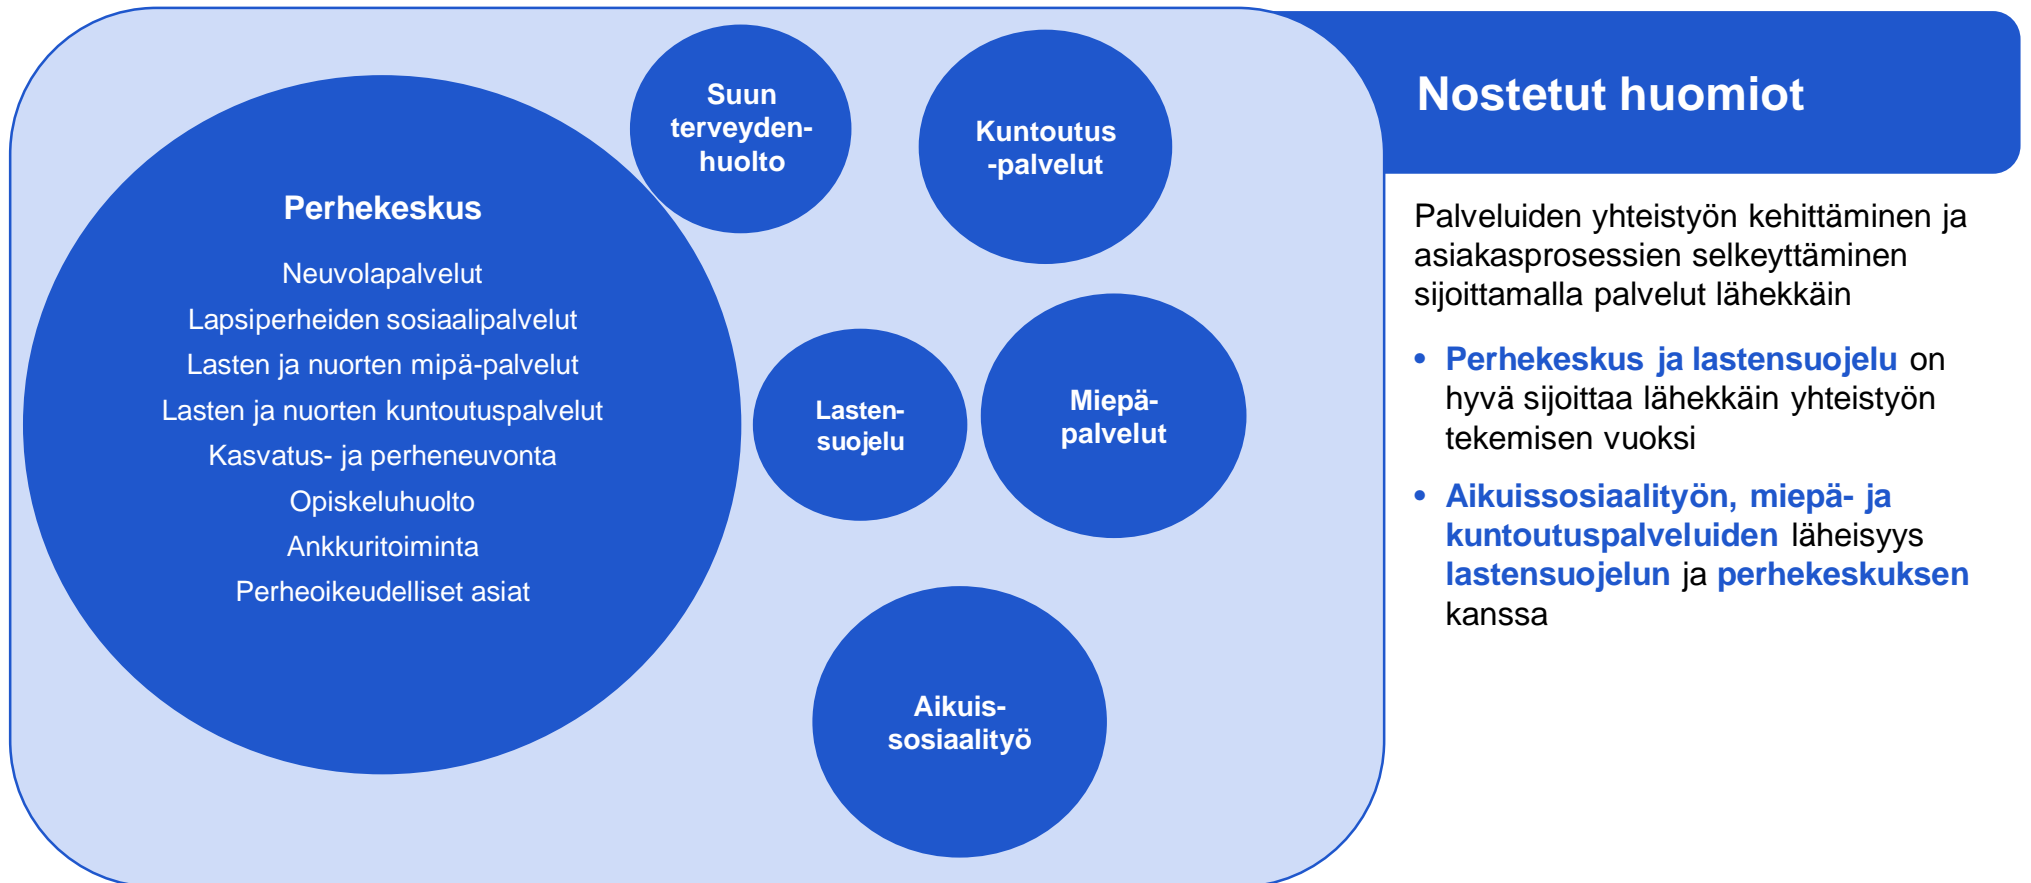 Perhekeskus
Neuvolapalvelut
Lapsiperheiden sosiaalipalvelut
Lasten ja nuorten mipä-palvelut
Lasten ja nuorten kuntoutuspalvelut
Kasvatus- ja perheneuvonta
Opiskeluhuolto
Ankkuritoiminta
Perheoikeudelliset asiat
Suun
terveyden-
huolto
Kuntoutus
-palvelut
Lasten-
suojelu
Miepä-
palvelut
Aikuis-
sosiaalityö
Nostetut huomiot
Palveluiden yhteistyön kehittäminen ja
asiakasprosessien selkeyttäminen
sijoittamalla palvelut lähekkäin
• Perhekeskus ja lastensuojelu on
hyvä sijoittaa lähekkäin yhteistyön
tekemisen vuoksi
• Aikuissosiaalityön, miepä- ja
kuntoutuspalveluiden läheisyys
lastensuojelun ja perhekeskuksen
kanssa